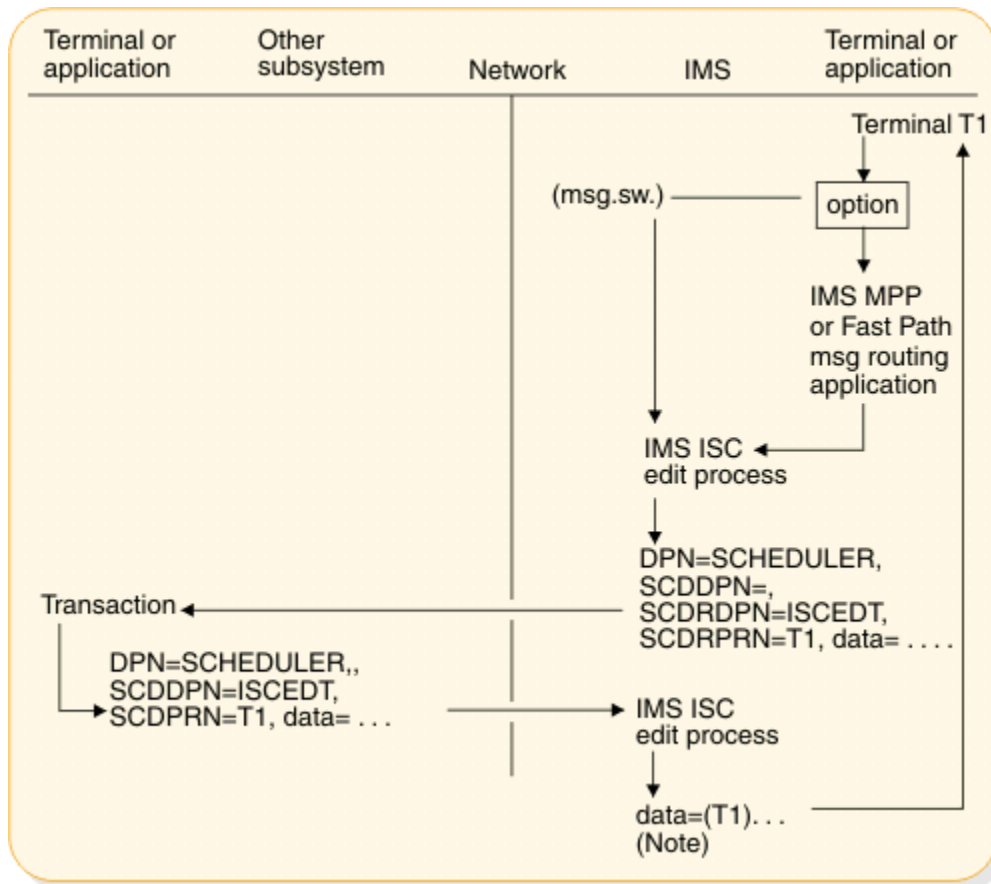 Terminal or
application
Other
subsystem
Network
IMS
Terminal or
application
Terminal T1
(msg.sw.)
option
IMS MPP
or Fast Path
msg routing
application
IMS ISC
edit process
DPN=SCHEDULER,
SCDDPN=,
SCDRDPN=ISCEDT,
SCDRPRN=T1, data= . . . .
Transaction
DPN=SCHEDULER,,
SCDDPN=ISCEDT,
SCDPRN=T1, data= . . .
IMS ISC
edit process
data=(T1). . .
(Note)